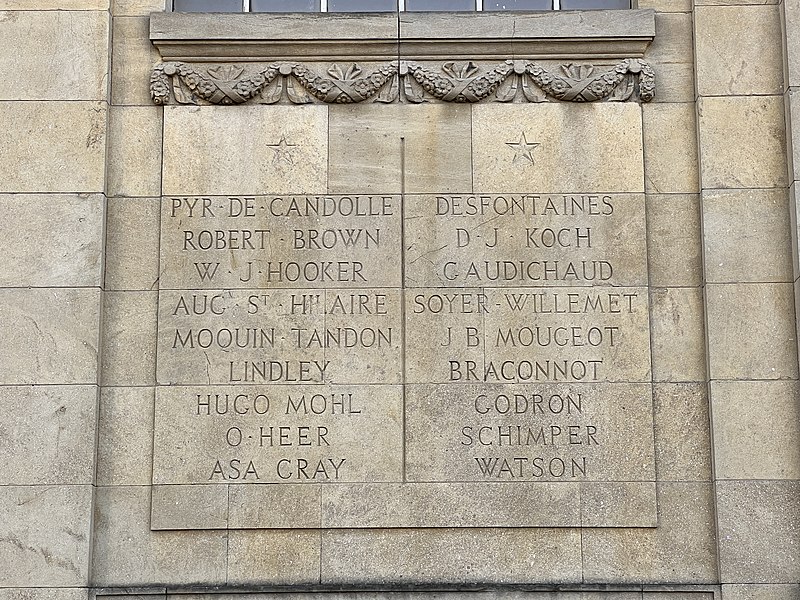 PYR·DE·CANDOLLE
ROBERT·BROWN
W·J·HOOKER
AUG·ST·HILAIRE
MOQUIN·TANDON
LINDLEY
HUGO MOHL
O·HEER
ASA GRAY
DESFONTAINES
D·J·KOCH
GAUDICHAUD
SOYER·WILLEMET
J B MOUGEOT
BRACONNOT
GODRON
SCHIMPER
WATSON